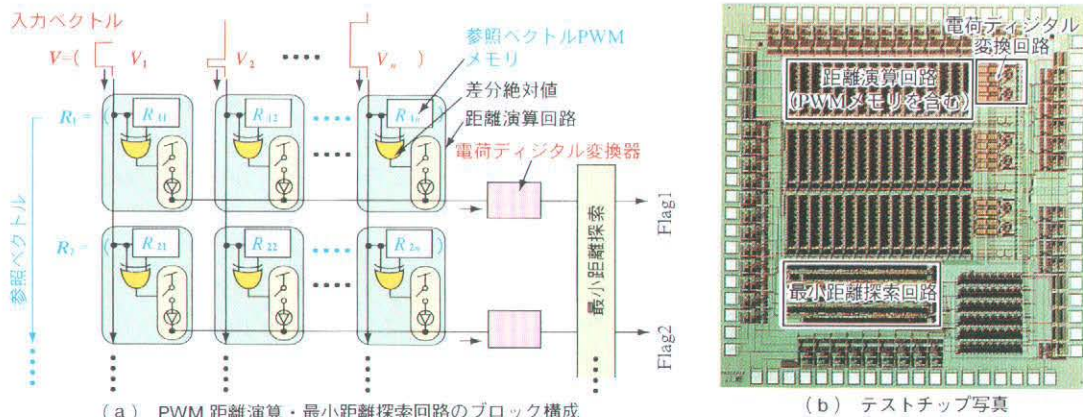 入力ベクトル
V=( V1 V2 Vn )
参照ベクトルPWM
メモリ
差分絶対値
距離演算回路
電荷ディジタル変換器
R1 = ( R11 R12 R1n )
R2 = ( R21 R22 R2n )
参照ベクトル
最小距離探索
Flag1
Flag2
(a) PWM 距離演算・最小距離探索回路のブロック構成
電荷ディジタル
変換回路
距離演算回路
(PWMメモリを含む)
最小距離探索回路
(b) テストチップ写真